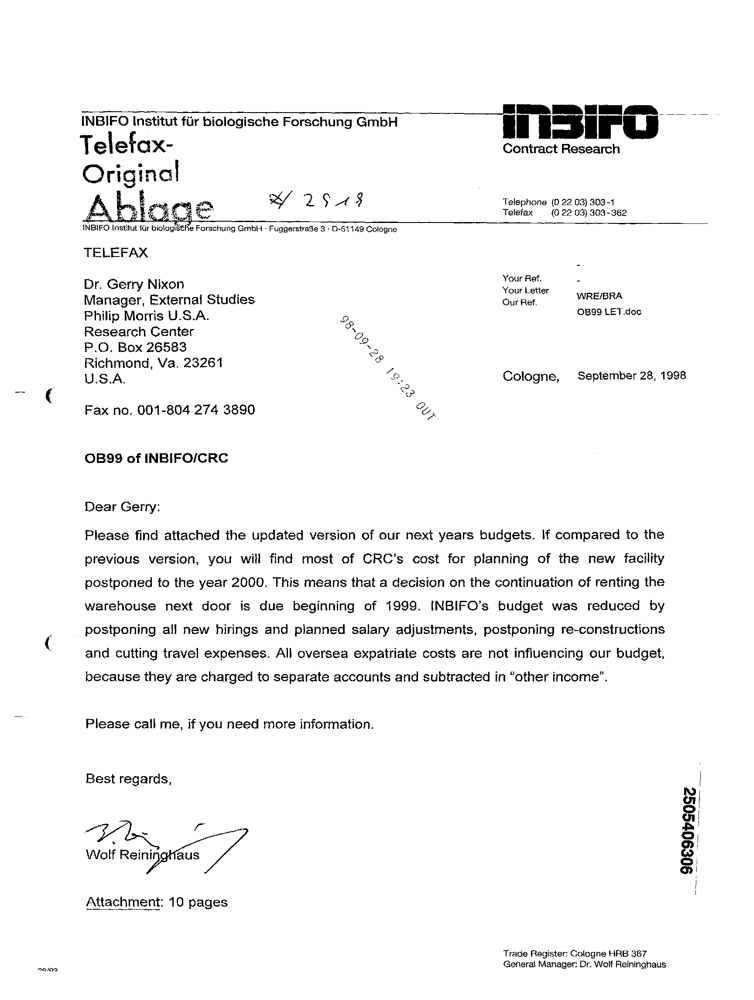 INBIFO Institut für biologische Forschung GmbH
INBIFO
Contract Research
Telefax-
Original
Ablage
2518
Telephone (0 22 03) 303-1
Telefax (0 22 03) 303-362
INBIFO Institut für biologische Forschung GmbH · Fuggerstraße 3 · D-51149 Cologne
TELEFAX
Dr. Gerry Nixon
Manager, External Studies
Philip Morris U.S.A.
Research Center
P.O. Box 26583
Richmond, Va. 23261
U.S.A.
Fax no. 001-804 274 3890
Your Ref. -
Your Letter -
Our Ref. WRE/BRA
OB99 LET.doc
98-09-28 19:23 OUT
Cologne, September 28, 1998
OB99 of INBIFO/CRC
Dear Gerry:
Please find attached the updated version of our next years budgets. If compared to the
previous version, you will find most of CRC's cost for planning of the new facility
postponed to the year 2000. This means that a decision on the continuation of renting the
warehouse next door is due beginning of 1999. INBIFO's budget was reduced by
postponing all new hirings and planned salary adjustments, postponing re-constructions
and cutting travel expenses. All oversea expatriate costs are not influencing our budget,
because they are charged to separate accounts and subtracted in "other income".
Please call me, if you need more information.
Best regards,
Wolf Reininghaus
Attachment: 10 pages
2505406306
Trade Register: Cologne HRB 367
General Manager: Dr. Wolf Reininghaus